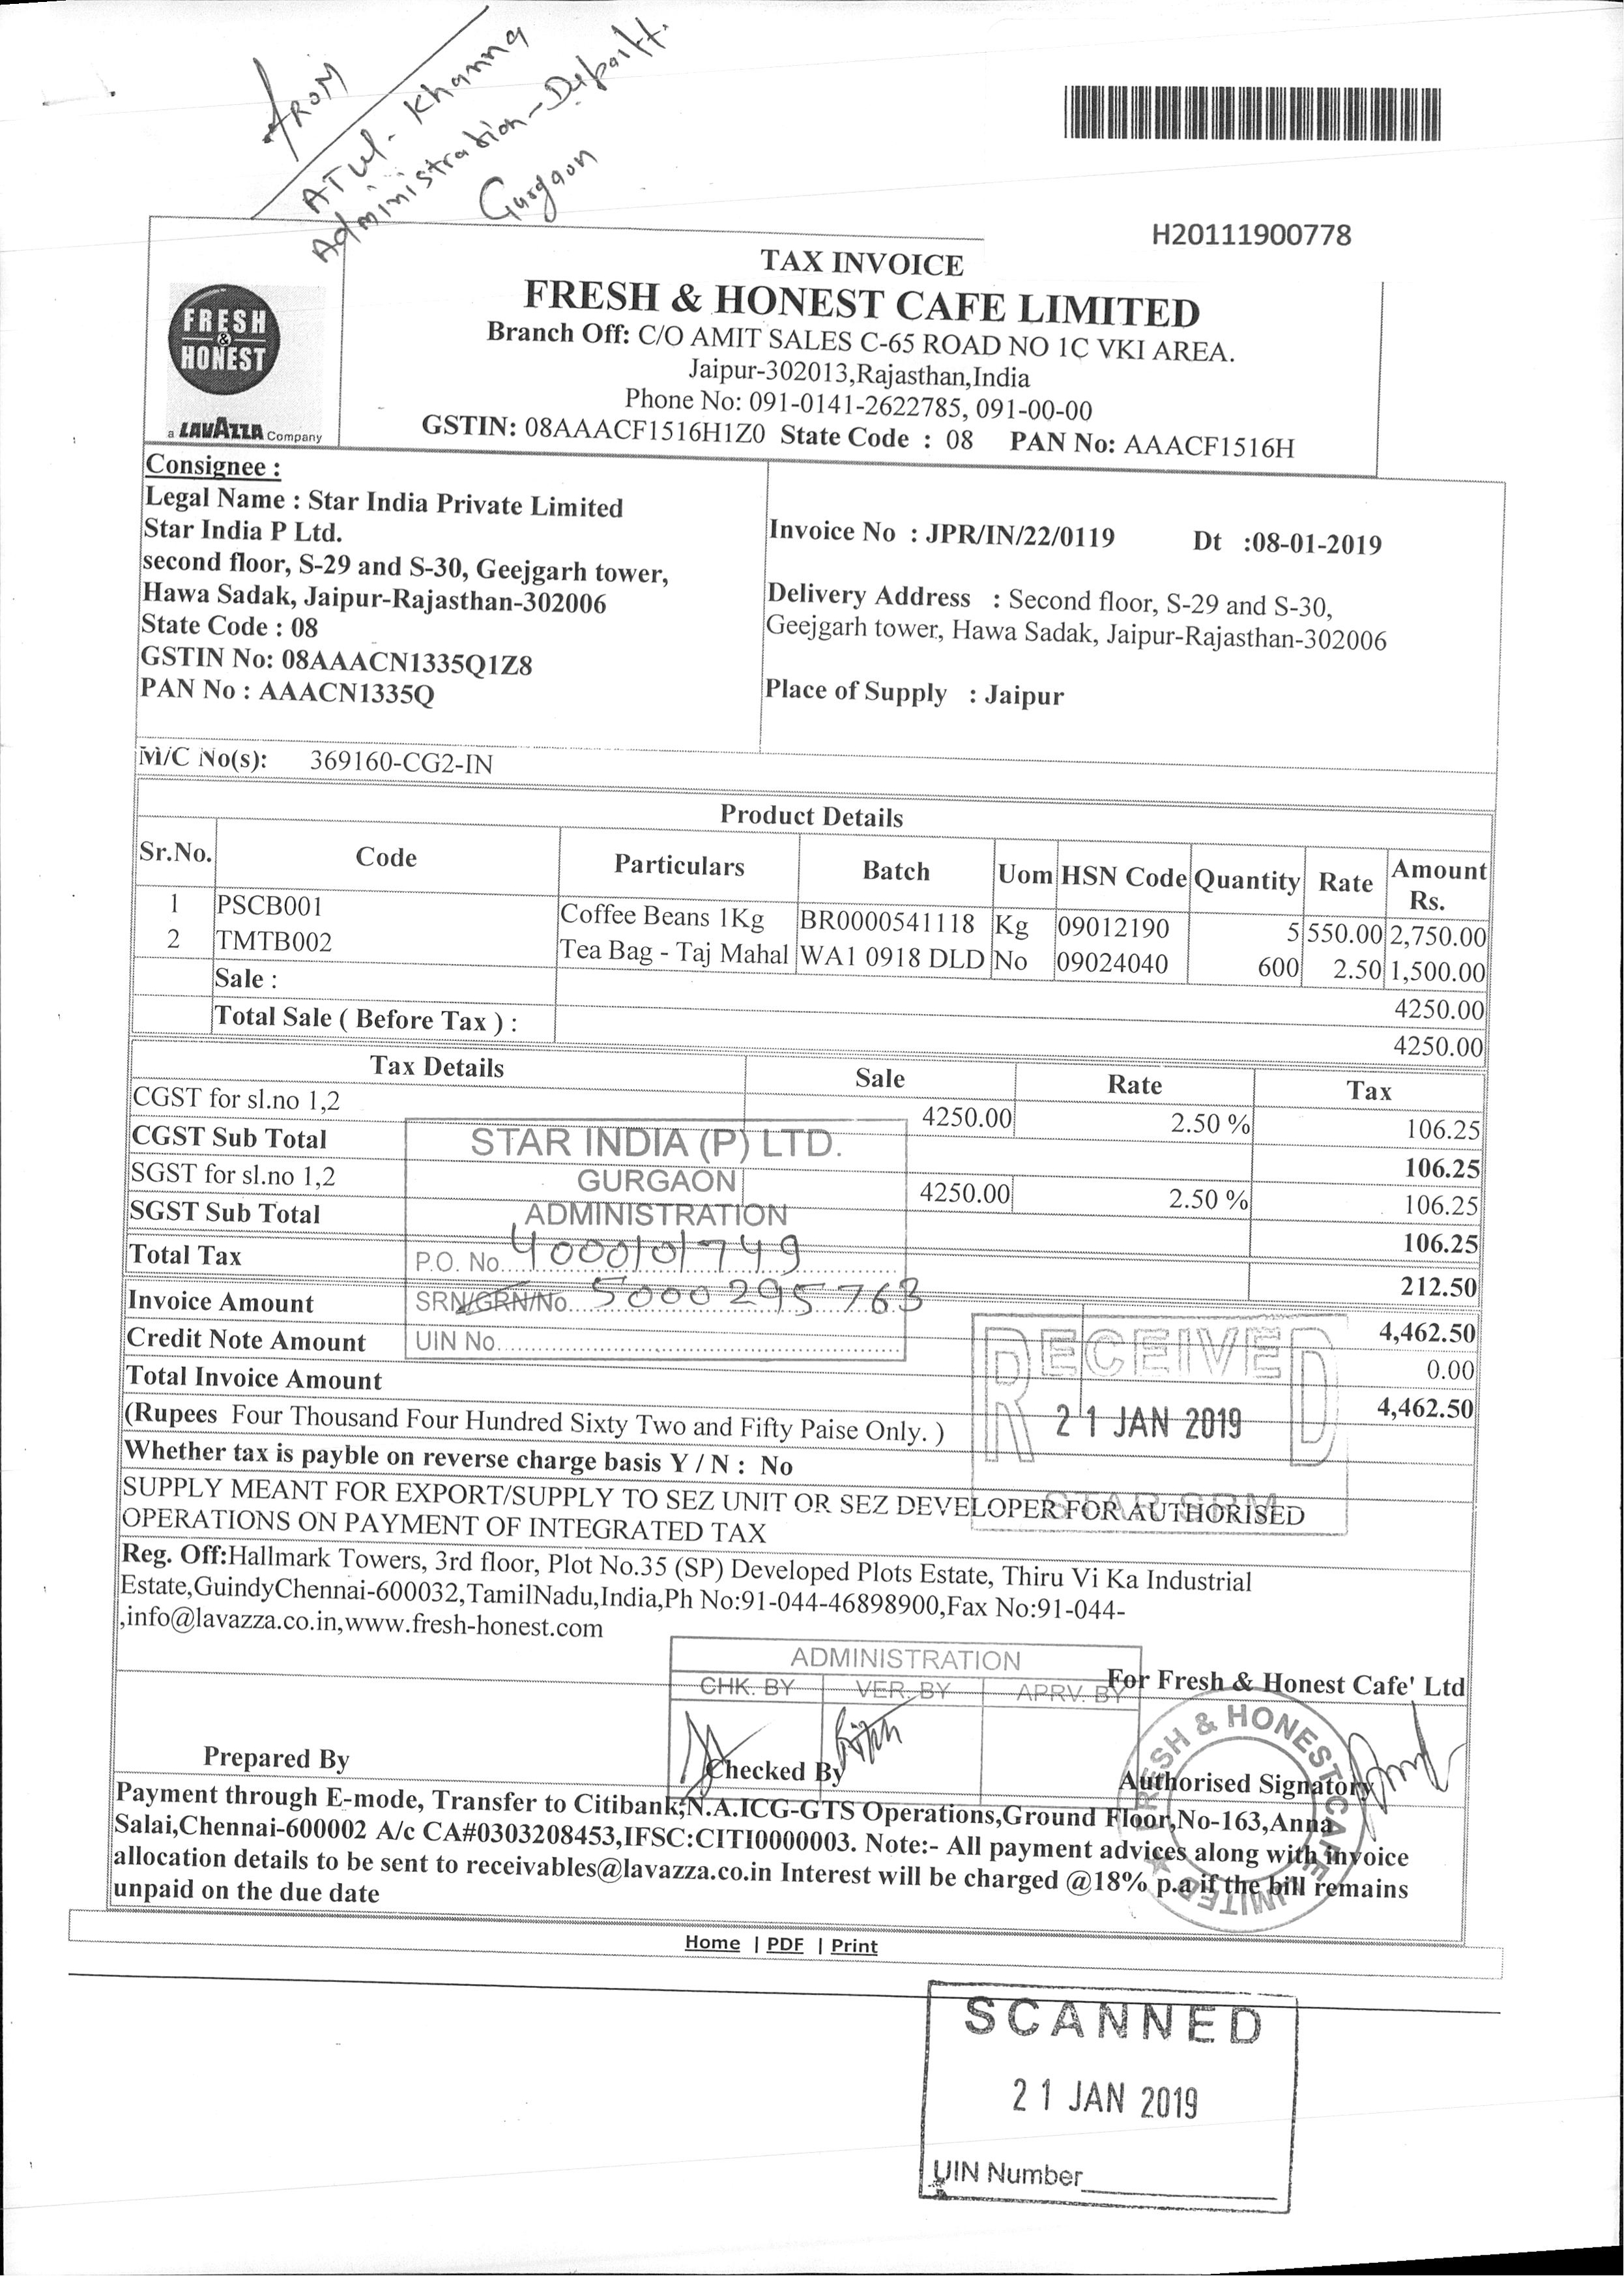 FROM
ATUL - Khanna
Administration - Depaitt.
Gurgaon
H20111900778
TAX INVOICE
FRESH & HONEST CAFE LIMITED
Branch Off: C/O AMIT SALES C-65 ROAD NO 1C VKI AREA.
Jaipur-302013,Rajasthan,India
Phone No: 091-0141-2622785, 091-00-00
GSTIN: 08AAACF1516H1Z0 State Code : 08 PAN No: AAACF1516H
FRESH
&
HONEST
a LAVAZZA Company
Consignee :
Legal Name : Star India Private Limited
Star India P Ltd.
second floor, S-29 and S-30, Geejgarh tower,
Hawa Sadak, Jaipur-Rajasthan-302006
State Code : 08
GSTIN No: 08AAACN1335Q1Z8
PAN No : AAACN1335Q
Invoice No : JPR/IN/22/0119 Dt :08-01-2019
Delivery Address : Second floor, S-29 and S-30,
Geejgarh tower, Hawa Sadak, Jaipur-Rajasthan-302006
Place of Supply : Jaipur
M/C No(s): 369160-CG2-IN
Product Details
Sr.No. Code Particulars Batch Uom HSN Code Quantity Rate Amount Rs.
1 PSCB001 Coffee Beans 1Kg BR0000541118 Kg 09012190 5 550.00 2,750.00
2 TMTB002 Tea Bag - Taj Mahal WA1 0918 DLD No 09024040 600 2.50 1,500.00
Sale : 4250.00
Total Sale ( Before Tax ) : 4250.00
Tax Details Sale Rate Tax
CGST for sl.no 1,2 4250.00 2.50 % 106.25
CGST Sub Total 106.25
SGST for sl.no 1,2 4250.00 2.50 % 106.25
SGST Sub Total 106.25
Total Tax 212.50
Invoice Amount 4,462.50
Credit Note Amount 0.00
Total Invoice Amount 4,462.50
STAR INDIA (P) LTD.
GURGAON
ADMINISTRATION
P.O. No. 4000101749
SRN/GRN/No. 5000295763
UIN No.
RECEIVED
21 JAN 2019
STAR SRM
(Rupees Four Thousand Four Hundred Sixty Two and Fifty Paise Only. )
Whether tax is payble on reverse charge basis Y / N : No
SUPPLY MEANT FOR EXPORT/SUPPLY TO SEZ UNIT OR SEZ DEVELOPER FOR AUTHORISED
OPERATIONS ON PAYMENT OF INTEGRATED TAX
Reg. Off:Hallmark Towers, 3rd floor, Plot No.35 (SP) Developed Plots Estate, Thiru Vi Ka Industrial
Estate,GuindyChennai-600032,TamilNadu,India,Ph No:91-044-46898900,Fax No:91-044-
,info@lavazza.co.in,www.fresh-honest.com
ADMINISTRATION
CHK. BY VER. BY APRV. BY
For Fresh & Honest Cafe' Ltd
FRESH & HONEST CAFE LIMITED
Prepared By Checked By Authorised Signatory
Payment through E-mode, Transfer to Citibank,N.A.ICG-GTS Operations,Ground Floor,No-163,Anna
Salai,Chennai-600002 A/c CA#0303208453,IFSC:CITI0000003. Note:- All payment advices along with invoice
allocation details to be sent to receivables@lavazza.co.in Interest will be charged @18% p.a if the bill remains
unpaid on the due date
Home | PDF | Print
SCANNED
21 JAN 2019
UIN Number